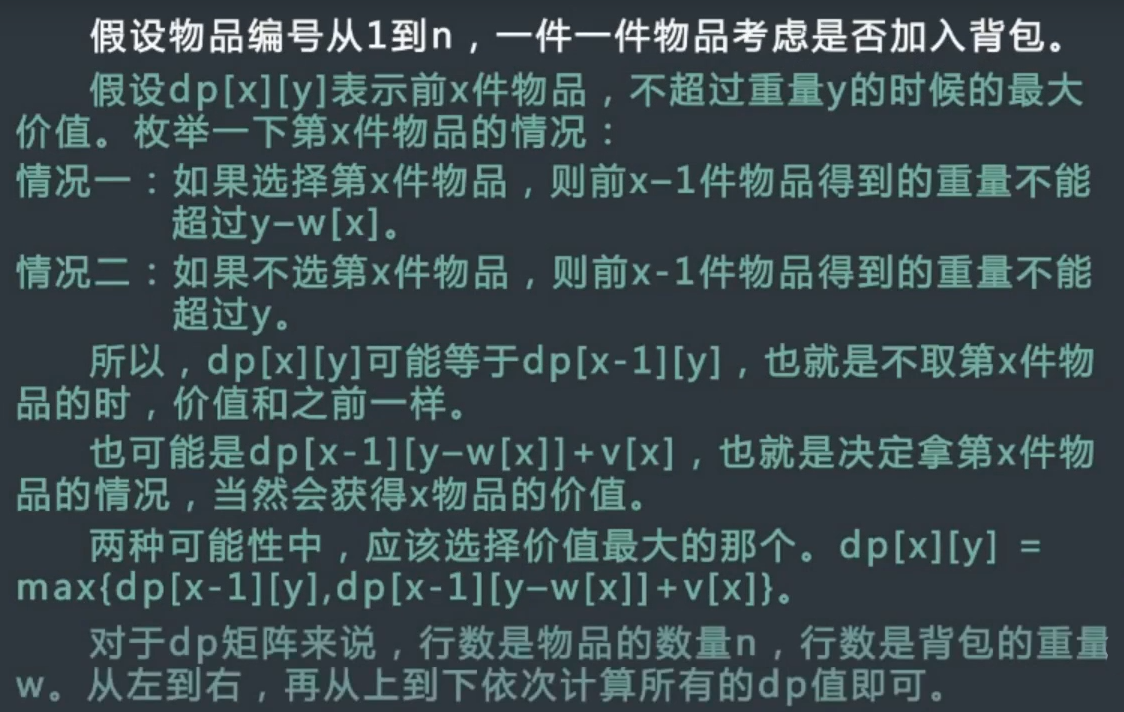 假设物品编号从1到n，一件一件物品考虑是否加入背包。
假设dp[x][y]表示前x件物品，不超过重量y的时候的最大
价值。枚举一下第x件物品的情况：
情况一：如果选择第x件物品，则前x–1件物品得到的重量不能
超过y–w[x]。
情况二：如果不选第x件物品，则前x-1件物品得到的重量不能
超过y。
所以，dp[x][y]可能等于dp[x-1][y]，也就是不取第x件物
品的时，价值和之前一样。
也可能是dp[x-1][y–w[x]]+v[x]，也就是决定拿第x件物
品的情况，当然会获得x物品的价值。
两种可能性中，应该选择价值最大的那个。dp[x][y] =
max{dp[x-1][y],dp[x-1][y–w[x]]+v[x]}。
对于dp矩阵来说，行数是物品的数量n，行数是背包的重量
w。从左到右，再从上到下依次计算所有的dp值即可。